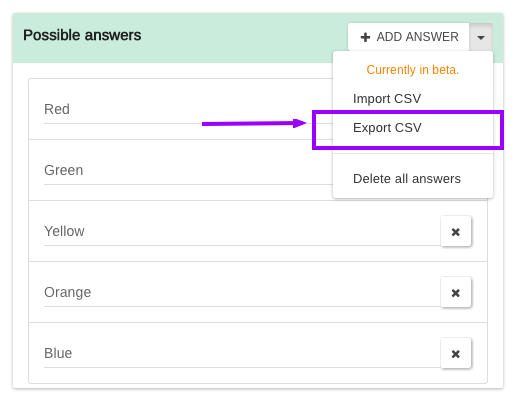 Possible answers
ADD ANSWER
Currently in beta.
Import CSV
Export CSV
Delete all answers
Red
Green
Yellow
Orange
Blue